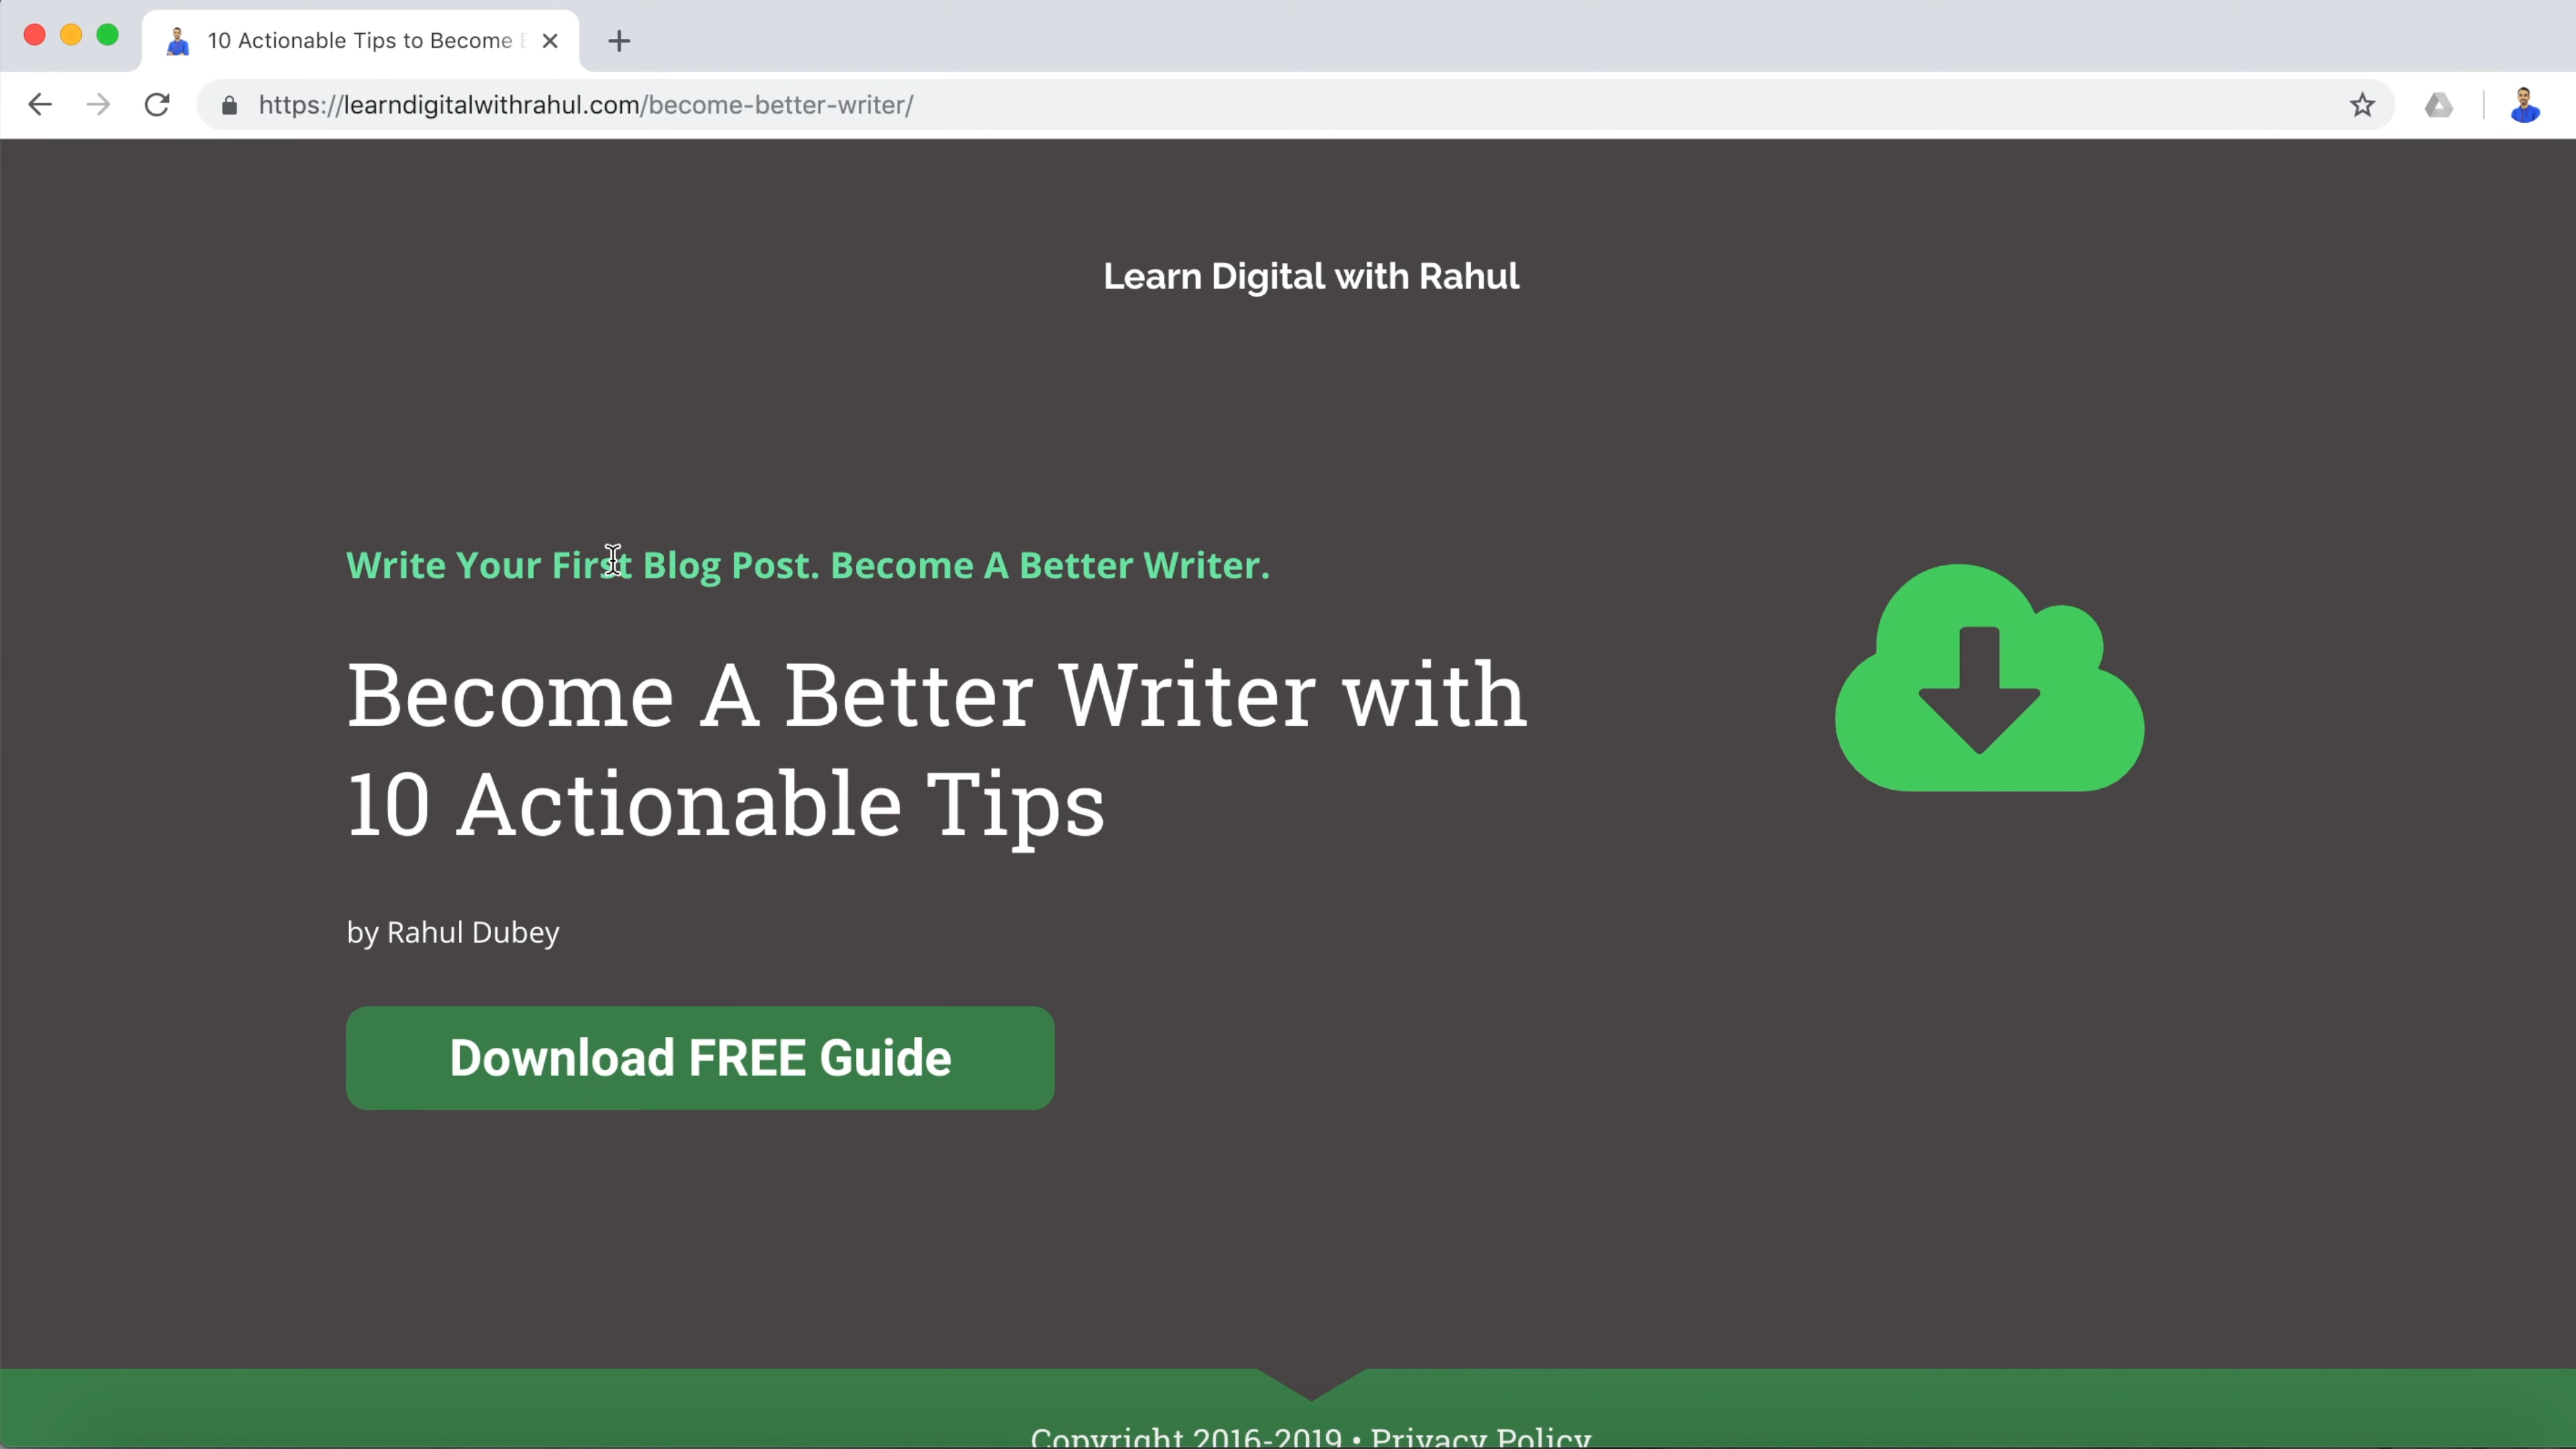 10 Actionable Tips to Become
https://learndigitalwithrahul.com/become-better-writer/
Learn Digital with Rahul
Write Your First Blog Post. Become A Better Writer.
Become A Better Writer with
10 Actionable Tips
by Rahul Dubey
Download FREE Guide
Copyright 2016-2019 • Privacy Policy